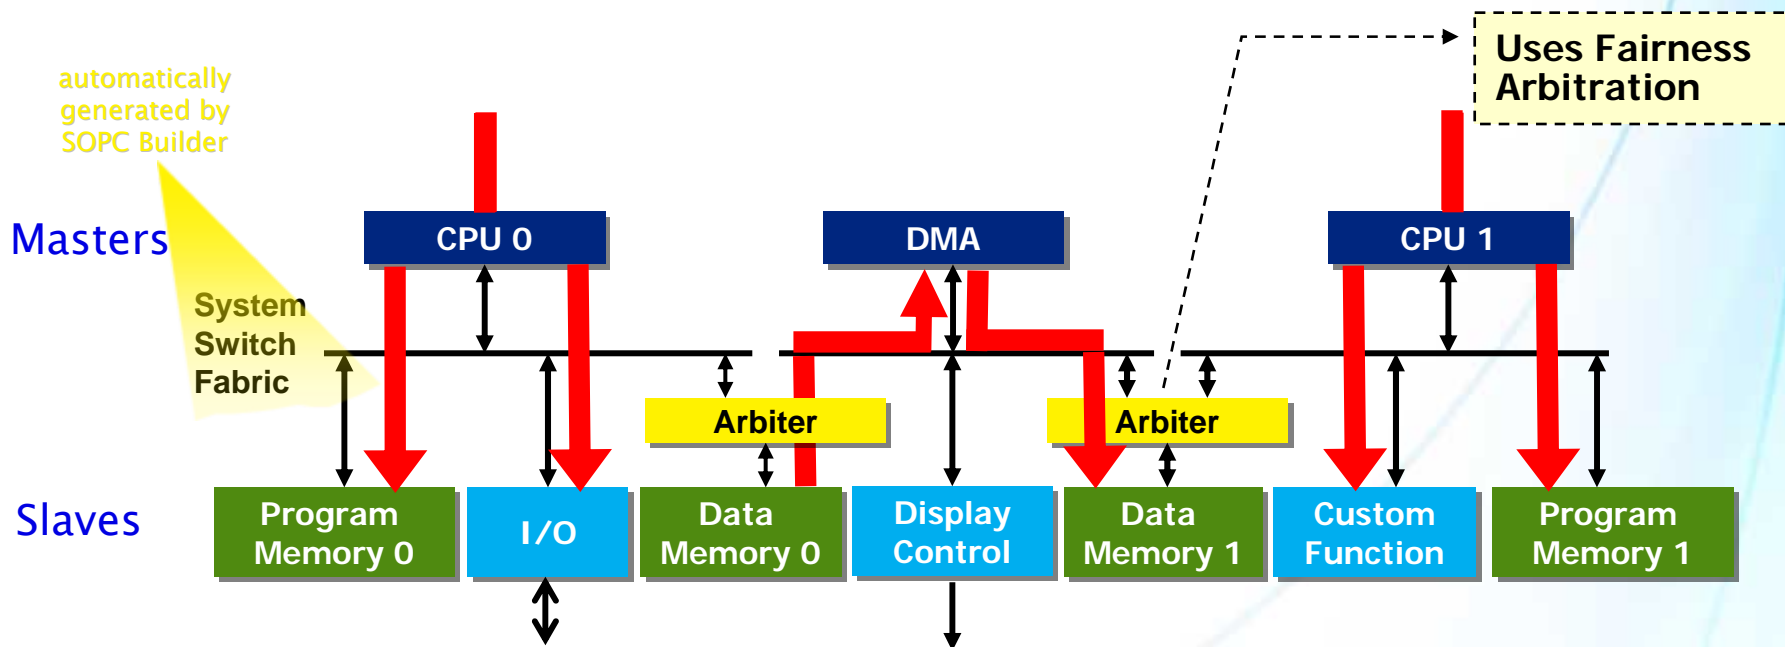 Uses Fairness
Arbitration
automatically
generated by
SOPC Builder
Masters
CPU 0
DMA
CPU 1
System
Switch
Fabric
Arbiter
Arbiter
Slaves
Program
Memory 0
I/O
Data
Memory 0
Display
Control
Data
Memory 1
Custom
Function
Program
Memory 1